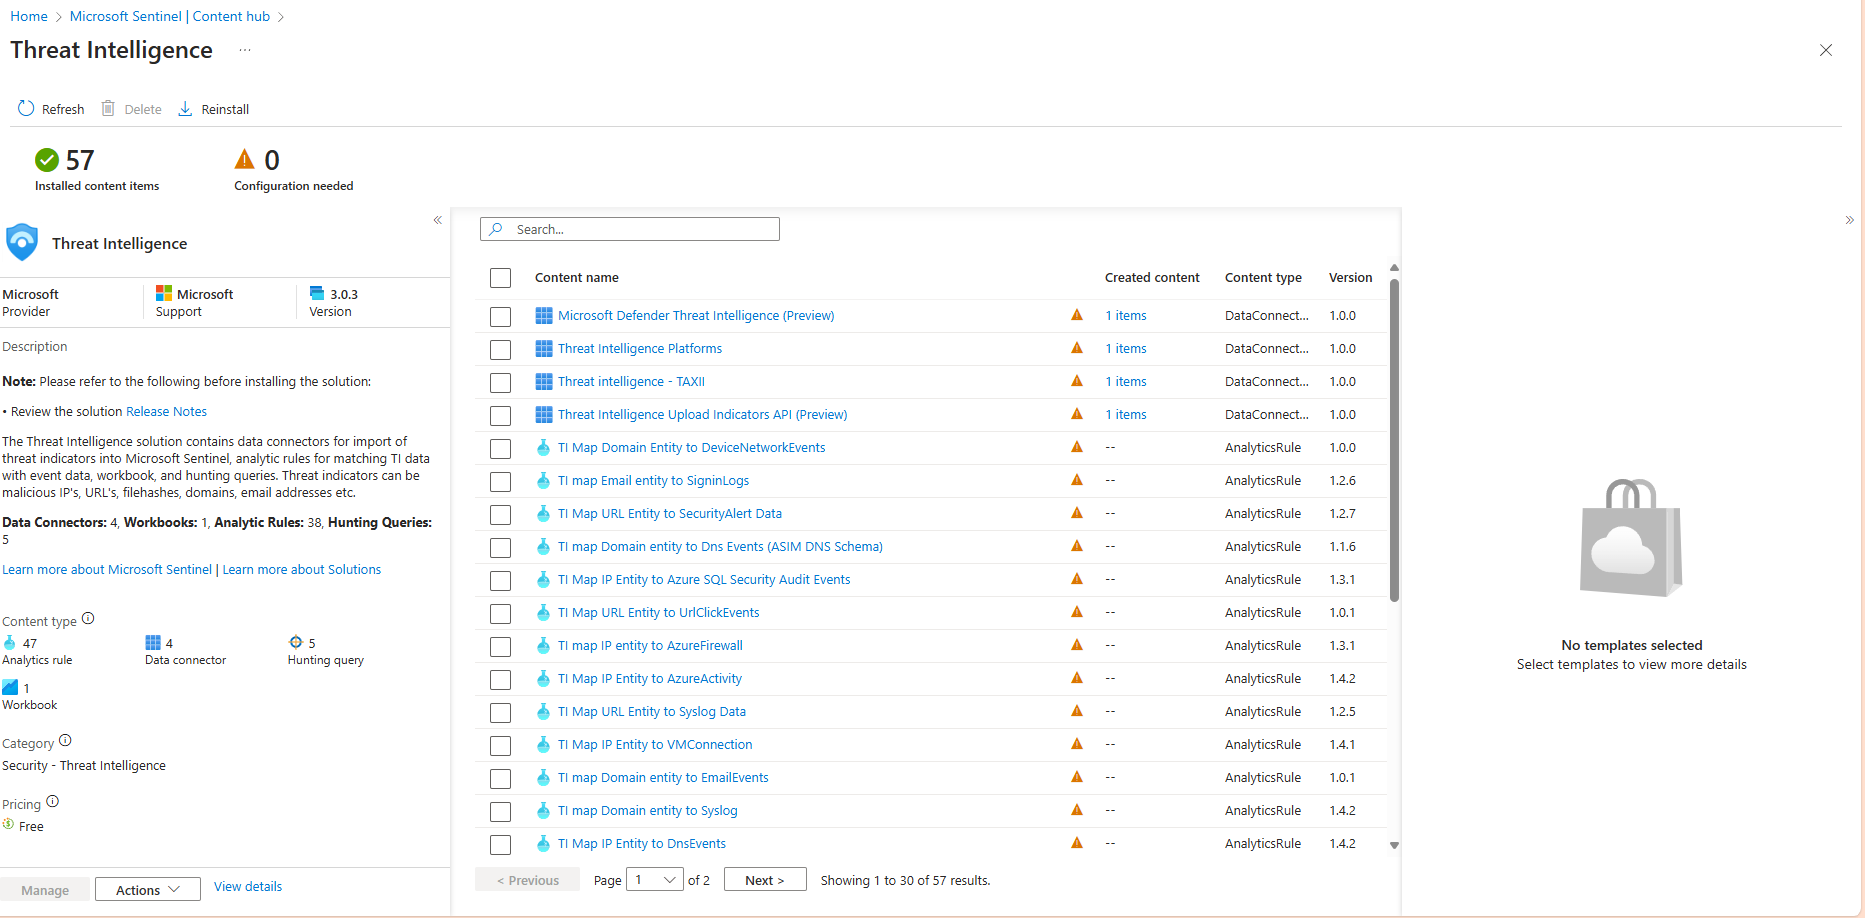 Home > Microsoft Sentinel | Content hub >
Threat Intelligence ...
Refresh Delete Reinstall
57 0
Installed content items Configuration needed
Threat Intelligence
Microsoft Microsoft 3.0.3
Provider Support Version
Description
Note: Please refer to the following before installing the solution:
• Review the solution Release Notes
The Threat Intelligence solution contains data connectors for import of
threat indicators into Microsoft Sentinel, analytic rules for matching TI data
with event data, workbook, and hunting queries. Threat indicators can be
malicious IP's, URL's, filehashes, domains, email addresses etc.
Data Connectors: 4, Workbooks: 1, Analytic Rules: 38, Hunting Queries:
5
Learn more about Microsoft Sentinel | Learn more about Solutions
Content type
47 4 5
Analytics rule Data connector Hunting query
1
Workbook
Category
Security - Threat Intelligence
Pricing
Free
Manage Actions View details
Search...
Content name Created content Content type Version
Microsoft Defender Threat Intelligence (Preview) 1 items DataConnect... 1.0.0
Threat Intelligence Platforms 1 items DataConnect... 1.0.0
Threat intelligence - TAXII 1 items DataConnect... 1.0.0
Threat Intelligence Upload Indicators API (Preview) 1 items DataConnect... 1.0.0
TI Map Domain Entity to DeviceNetworkEvents -- AnalyticsRule 1.0.0
TI map Email entity to SigninLogs -- AnalyticsRule 1.2.6
TI Map URL Entity to SecurityAlert Data -- AnalyticsRule 1.2.7
TI map Domain entity to Dns Events (ASIM DNS Schema) -- AnalyticsRule 1.1.6
TI Map IP Entity to Azure SQL Security Audit Events -- AnalyticsRule 1.3.1
TI Map URL Entity to UrlClickEvents -- AnalyticsRule 1.0.1
TI map IP entity to AzureFirewall -- AnalyticsRule 1.3.1
TI Map IP Entity to AzureActivity -- AnalyticsRule 1.4.2
TI Map URL Entity to Syslog Data -- AnalyticsRule 1.2.5
TI Map IP Entity to VMConnection -- AnalyticsRule 1.4.1
TI map Domain entity to EmailEvents -- AnalyticsRule 1.0.1
TI map Domain entity to Syslog -- AnalyticsRule 1.4.2
TI Map IP Entity to DnsEvents -- AnalyticsRule 1.4.2
< Previous Page 1 of 2 Next > Showing 1 to 30 of 57 results.
No templates selected
Select templates to view more details